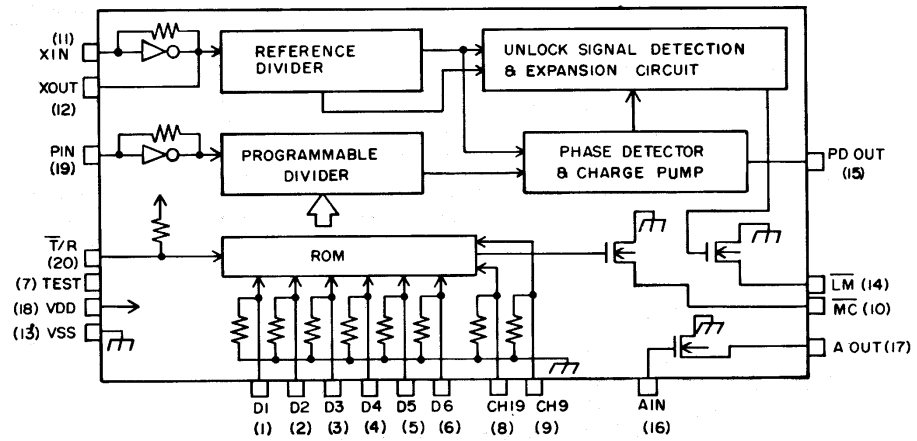 (11)
XIN
XOUT
(12)
REFERENCE
DIVIDER
UNLOCK SIGNAL DETECTION
& EXPANSION CIRCUIT
PIN
(19)
PROGRAMMABLE
DIVIDER
PHASE DETECTOR
& CHARGE PUMP
PD OUT
(15)
T̅/R
(20)
ROM
(7) TEST
(18) VDD
(13) VSS
L̅M̅ (14)
M̅C̅ (10)
A OUT (17)
D1 D2 D3 D4 D5 D6 CH19 CH9 AIN
(1) (2) (3) (4) (5) (6) (8) (9) (16)